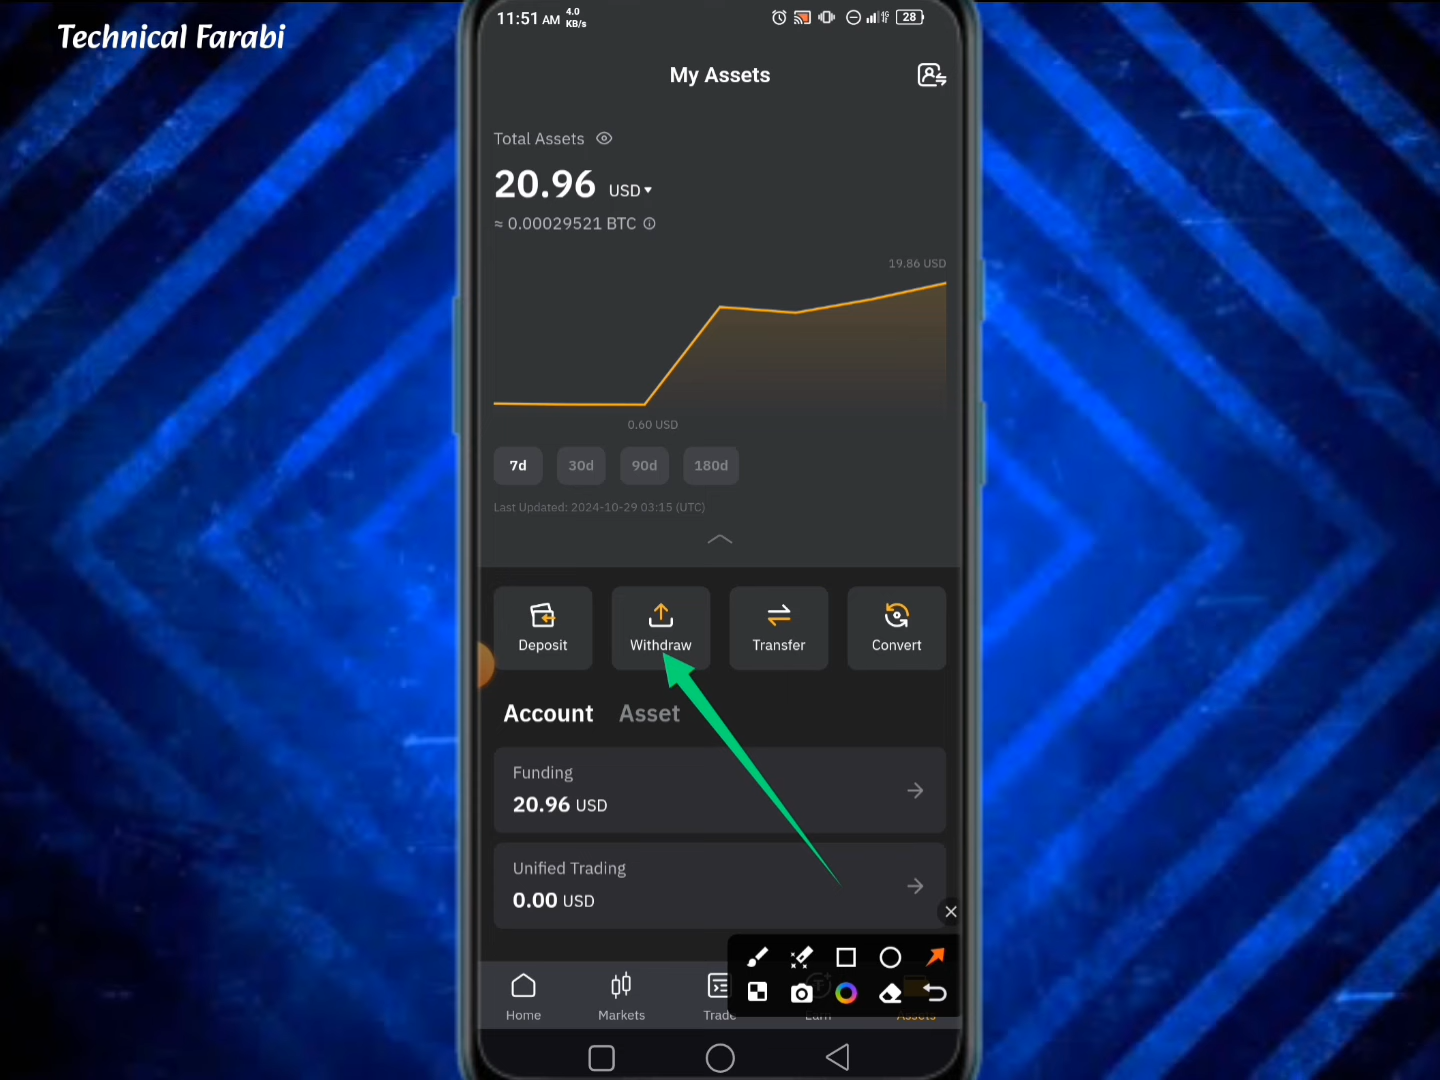 Technical Farabi
11:51 AM 4.0 KB/s 4G 28
My Assets
Total Assets
20.96 USD
≈ 0.00029521 BTC
19.86 USD
0.60 USD
7d 30d 90d 180d
Last Updated: 2024-10-29 03:15 (UTC)
Deposit Withdraw Transfer Convert
Account Asset
Funding
20.96 USD
Unified Trading
0.00 USD
Home Markets Trade Earn Assets